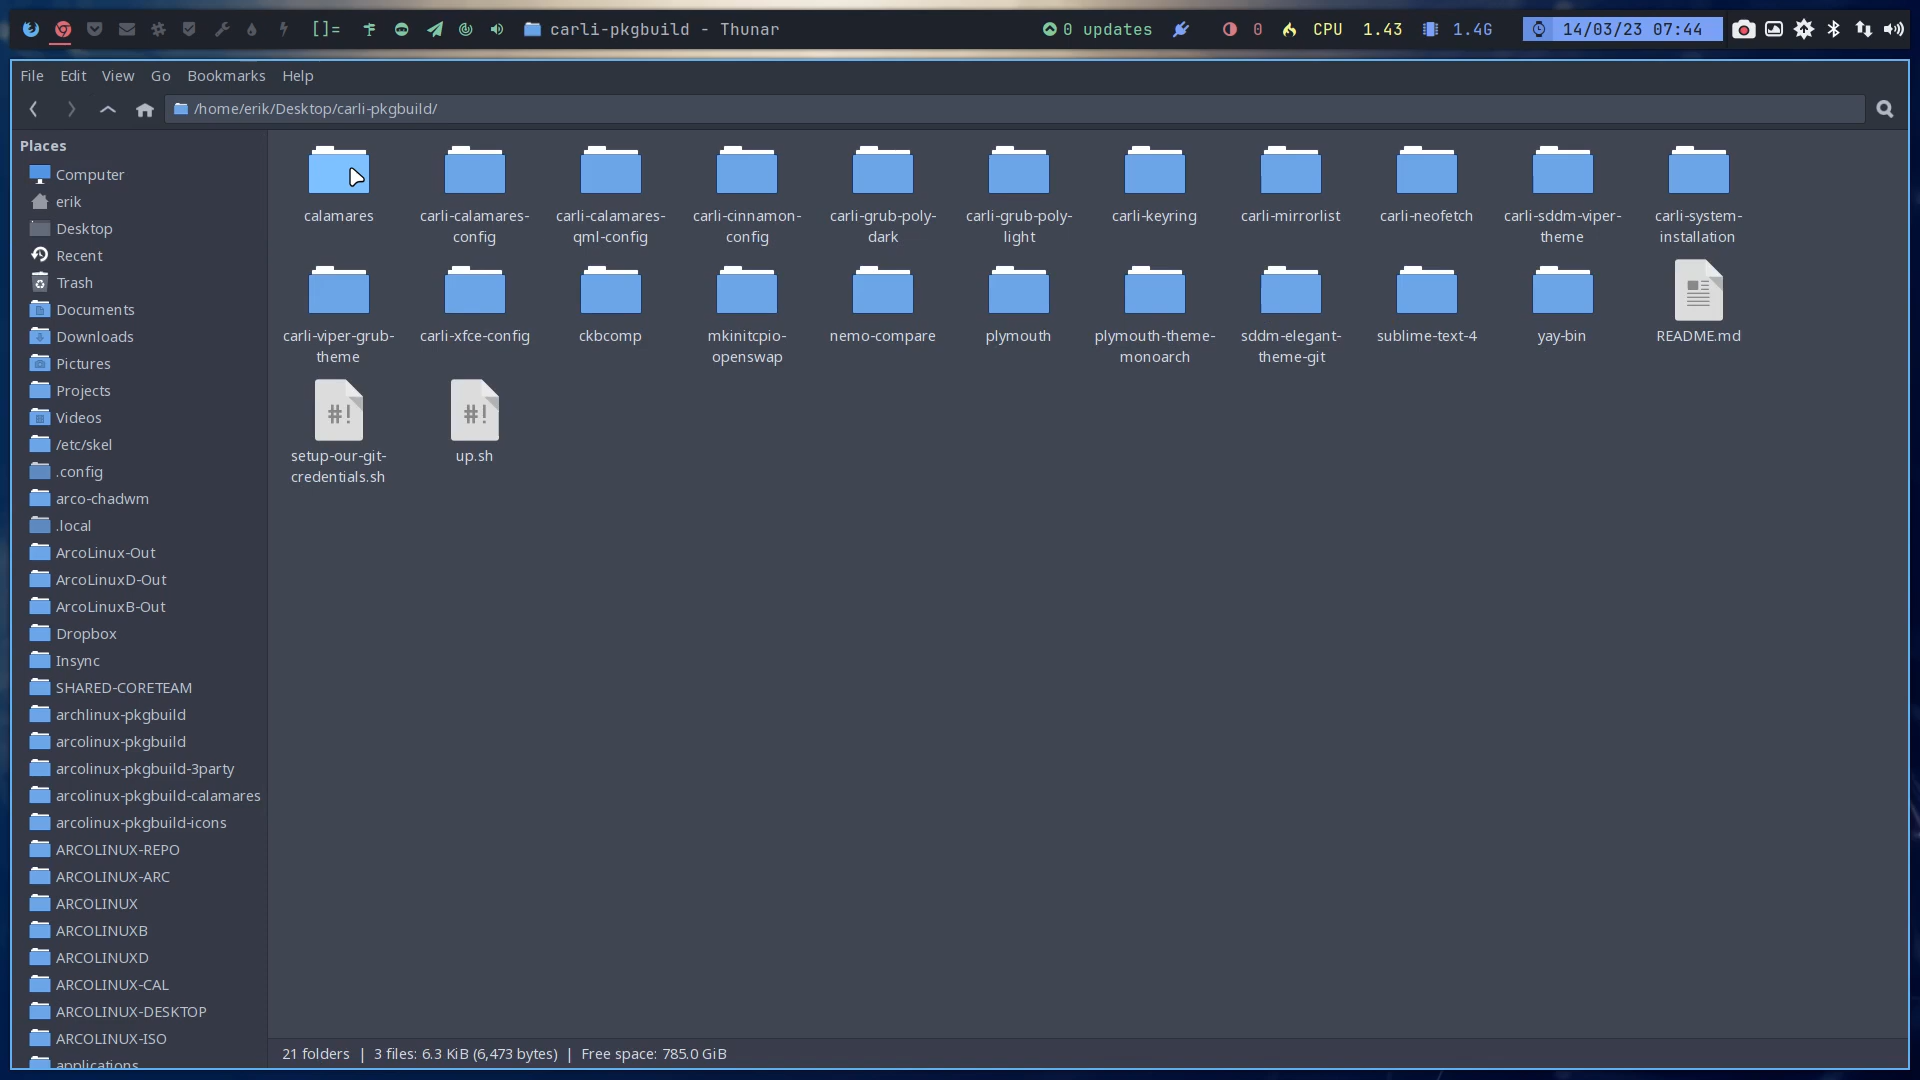 []= carli-pkgbuild - Thunar 0 updates 0 CPU 1.43 1.4G 14/03/23 07:44
File Edit View Go Bookmarks Help
/home/erik/Desktop/carli-pkgbuild/
Places
Computer
erik
Desktop
Recent
Trash
Documents
Downloads
Pictures
Projects
Videos
/etc/skel
.config
arco-chadwm
.local
ArcoLinux-Out
ArcoLinuxD-Out
ArcoLinuxB-Out
Dropbox
Insync
SHARED-CORETEAM
archlinux-pkgbuild
arcolinux-pkgbuild
arcolinux-pkgbuild-3party
arcolinux-pkgbuild-calamares
arcolinux-pkgbuild-icons
ARCOLINUX-REPO
ARCOLINUX-ARC
ARCOLINUX
ARCOLINUXB
ARCOLINUXD
ARCOLINUX-CAL
ARCOLINUX-DESKTOP
ARCOLINUX-ISO
applications
calamares
carli-calamares-
config
carli-calamares-
qml-config
carli-cinnamon-
config
carli-grub-poly-
dark
carli-grub-poly-
light
carli-keyring
carli-mirrorlist
carli-neofetch
carli-sddm-viper-
theme
carli-system-
installation
carli-viper-grub-
theme
carli-xfce-config
ckbcomp
mkinitcpio-
openswap
nemo-compare
plymouth
plymouth-theme-
monoarch
sddm-elegant-
theme-git
sublime-text-4
yay-bin
README.md
#!
setup-our-git-
credentials.sh
#!
up.sh
21 folders | 3 files: 6.3 KiB (6,473 bytes) | Free space: 785.0 GiB